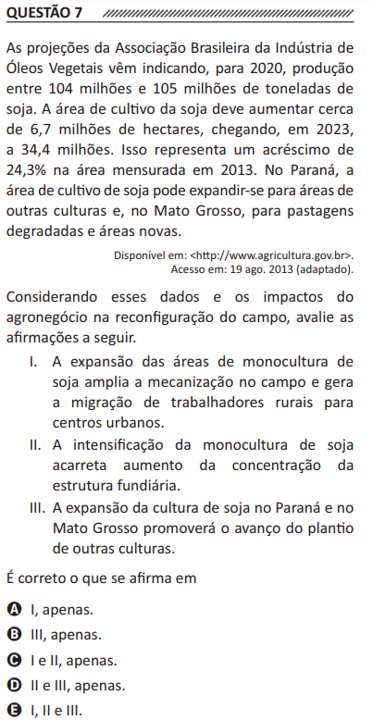 QUESTÃO 7
As projeções da Associação Brasileira da Indústria de
Óleos Vegetais vêm indicando, para 2020, produção
entre 104 milhões e 105 milhões de toneladas de
soja. A área de cultivo da soja deve aumentar cerca
de 6,7 milhões de hectares, chegando, em 2023,
a 34,4 milhões. Isso representa um acréscimo de
24,3% na área mensurada em 2013. No Paraná, a
área de cultivo de soja pode expandir-se para áreas de
outras culturas e, no Mato Grosso, para pastagens
degradadas e áreas novas.
Disponível em: <http://www.agricultura.gov.br>.
Acesso em: 19 ago. 2013 (adaptado).
Considerando esses dados e os impactos do
agronegócio na reconfiguração do campo, avalie as
afirmações a seguir.
I. A expansão das áreas de monocultura de
soja amplia a mecanização no campo e gera
a migração de trabalhadores rurais para
centros urbanos.
II. A intensificação da monocultura de soja
acarreta aumento da concentração da
estrutura fundiária.
III. A expansão da cultura de soja no Paraná e no
Mato Grosso promoverá o avanço do plantio
de outras culturas.
É correto o que se afirma em
A I, apenas.
B III, apenas.
C I e II, apenas.
D II e III, apenas.
E I, II e III.